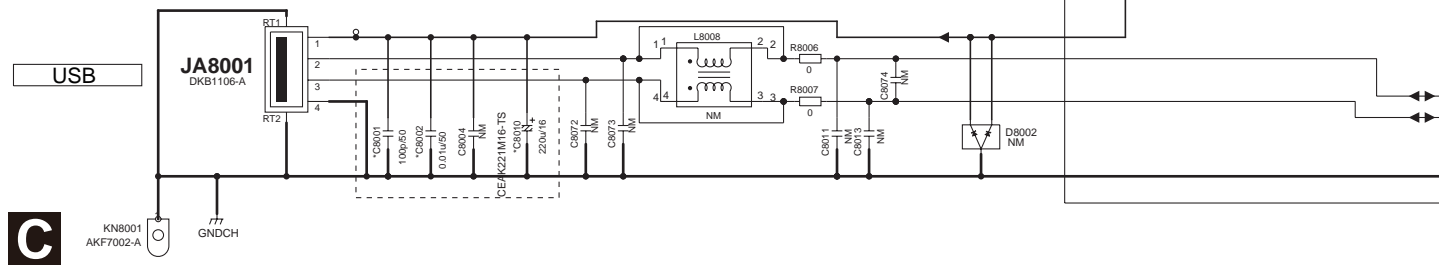 USB
JA8001
DKB1106-A
RT1
1
2
3
4
RT2
*C8001
100p/50
*C8002
0.01u/50
C8004
NM
*C8010
220u/16
+
CEAK221M16-TS
C8072
NM
C8073
NM
L8008
1 1
2 2
4 4
3 3
NM
R8006
0
R8007
0
C8011
NM
C8013
NM
C8074
NM
D8002
NM
C
KN8001
AKF7002-A
1
GNDCH